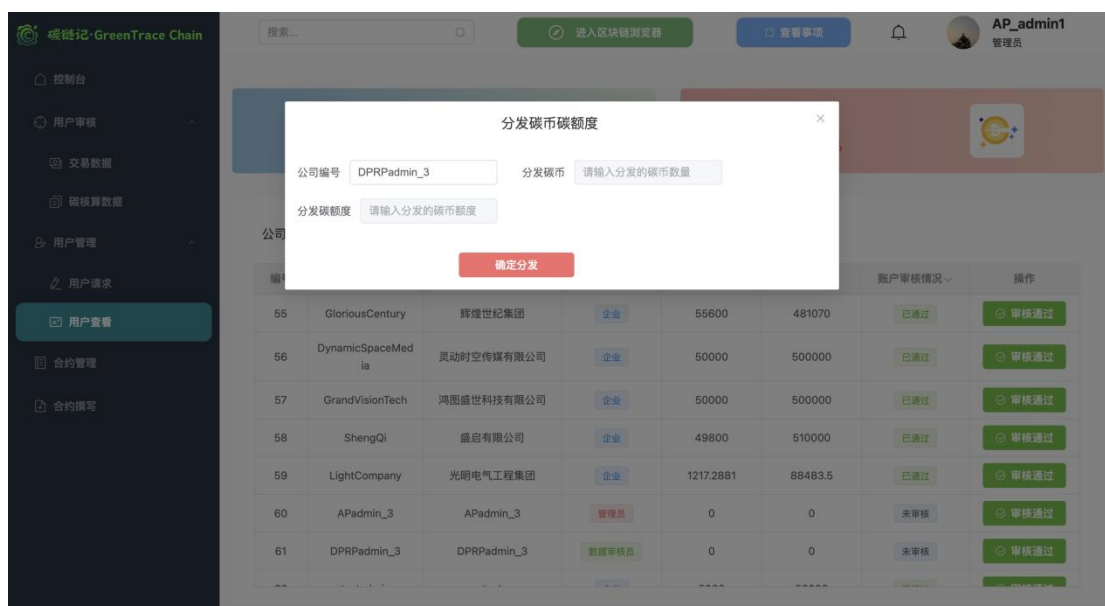 碳链记·GreenTrace Chain
搜索...
进入区块链浏览器
查看事项
AP_admin1
管理员
控制台
用户审核
交易数据
碳核算数据
用户管理
用户请求
用户查看
合约管理
合约撰写
分发碳币碳额度
公司编号 DPRPadmin_3 分发碳币 请输入分发的碳币数量
分发碳额度 请输入分发的碳币额度
确定分发
公司
编号 账户审核情况 操作
55 GloriousCentury 辉煌世纪集团 企业 55600 481070 已通过 审核通过
56 DynamicSpaceMed
ia 灵动时空传媒有限公司 企业 50000 500000 已通过 审核通过
57 GrandVisionTech 鸿图盛世科技有限公司 企业 50000 500000 已通过 审核通过
58 ShengQi 盛启有限公司 企业 49800 510000 已通过 审核通过
59 LightCompany 光明电气工程集团 企业 1217.2881 88483.5 已通过 审核通过
60 APadmin_3 APadmin_3 管理员 0 0 未审核 审核通过
61 DPRPadmin_3 DPRPadmin_3 数据审核员 0 0 未审核 审核通过